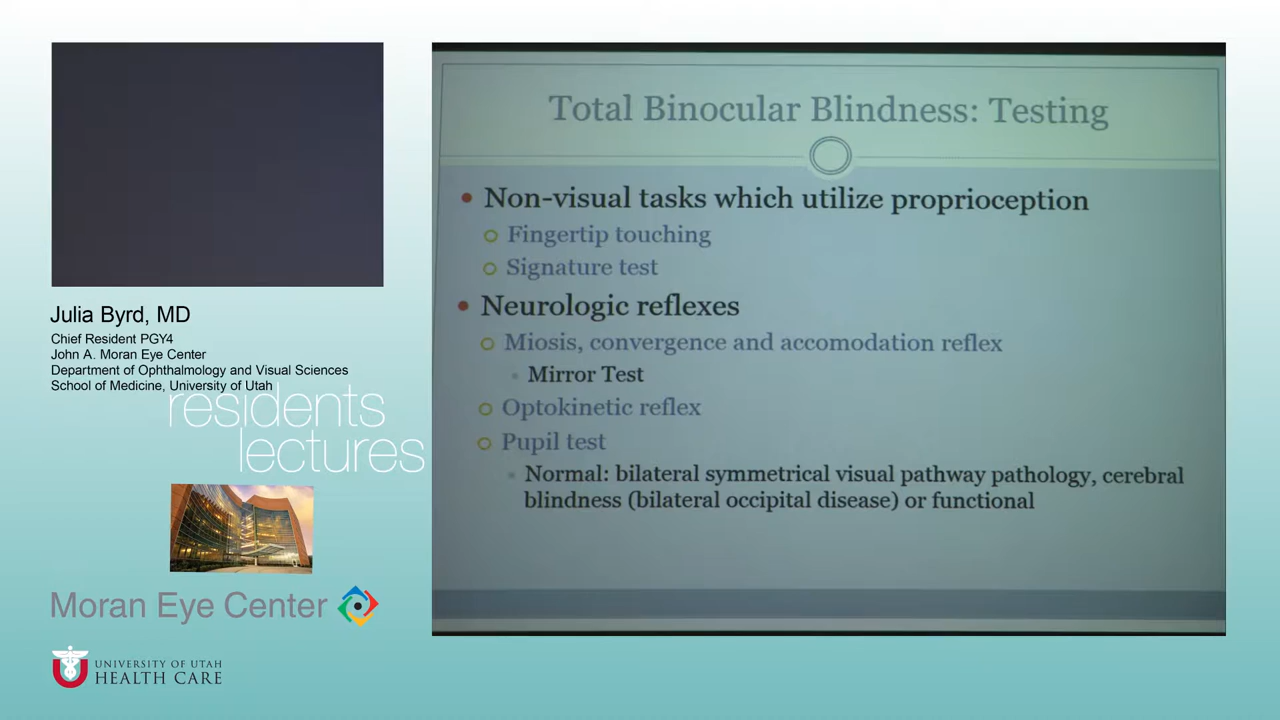 Total Binocular Blindness: Testing
Non-visual tasks which utilize proprioception
Fingertip touching
Signature test
Neurologic reflexes
Miosis, convergence and accomodation reflex
Mirror Test
Optokinetic reflex
Pupil test
Normal: bilateral symmetrical visual pathway pathology, cerebral
blindness (bilateral occipital disease) or functional
Julia Byrd, MD
Chief Resident PGY4
John A. Moran Eye Center
Department of Ophthalmology and Visual Sciences
School of Medicine, University of Utah
residents
lectures
Moran Eye Center
UNIVERSITY OF UTAH
HEALTH CARE